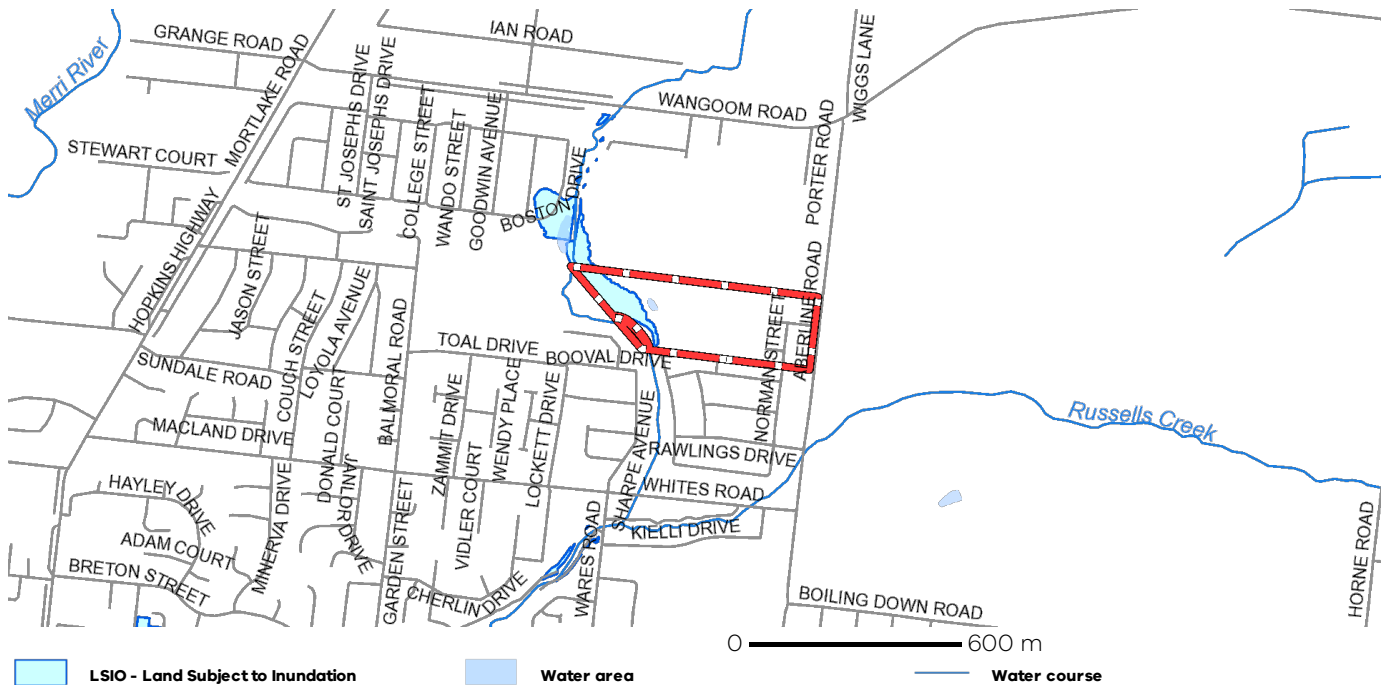 GRANGE ROAD
IAN ROAD
Merri River
MORTLAKE ROAD
ST JOSEPHS DRIVE
SAINT JOSEPHS DRIVE
COLLEGE STREET
WANDO STREET
GOODWIN AVENUE
WANGOOM ROAD
WIGGS LANE
PORTER ROAD
STEWART COURT
BOSTON DRIVE
HOPKINS HIGHWAY
JASON STREET
COUCH STREET
LOYOLA AVENUE
BALMORAL ROAD
NORMAN STREET
ABERLINE ROAD
TOAL DRIVE
BOOVAL DRIVE
SUNDALE ROAD
MACLAND DRIVE
DONALD COURT
ZAMMIT DRIVE
WENDY PLACE
LOCKETT DRIVE
SHARPE AVENUE
NORMAN STREET
RAWLINGS DRIVE
Russells Creek
HAYLEY DRIVE
MINERVA DRIVE
JANLOR DRIVE
GARDEN STREET
VIDLER COURT
WHITES ROAD
KIELLI DRIVE
ADAM COURT
BRETON STREET
CHERLIN DRIVE
WARES ROAD
BOILING DOWN ROAD
HORNE ROAD
0 600 m
LSIO - Land Subject to Inundation Water area Water course